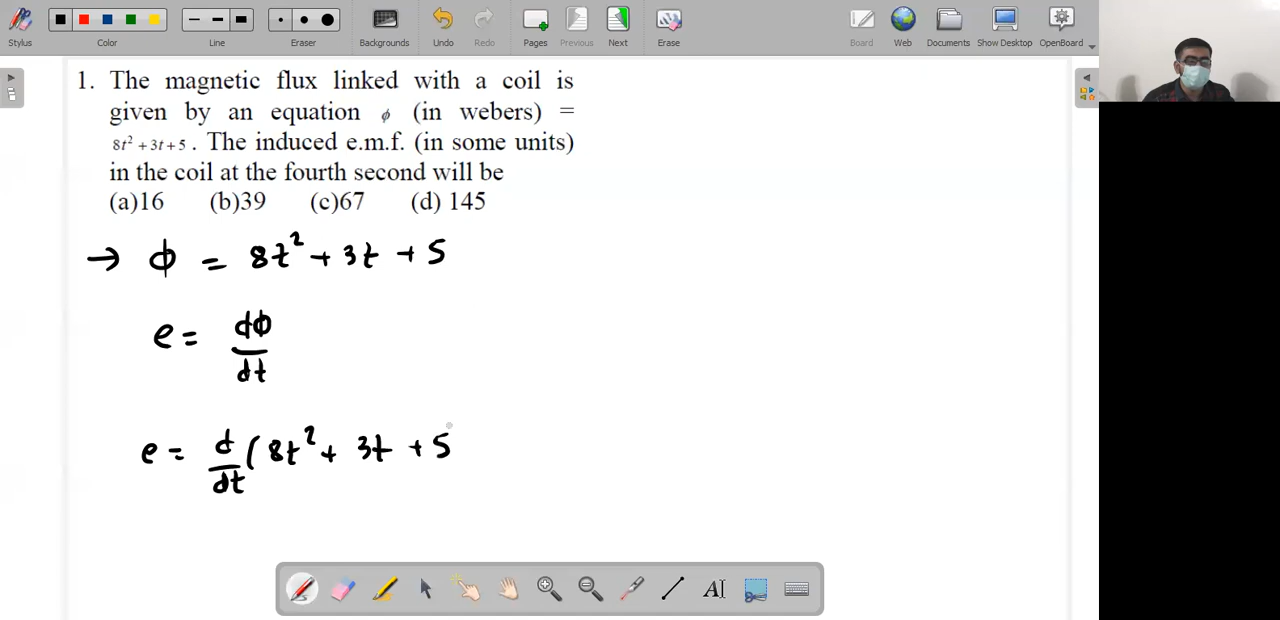 Stylus
Color
Line
Eraser
Backgrounds
Undo
Redo
Pages
Previous
Next
Erase
Board
Web
Documents
Show Desktop
OpenBoard
1. The magnetic flux linked with a coil is
given by an equation ϕ (in webers) =
8t² + 3t + 5 . The induced e.m.f. (in some units)
in the coil at the fourth second will be
(a)16 (b)39 (c)67 (d) 145
→ ϕ = 8t² + 3t + 5
e = dϕ/dt
e = d/dt (8t² + 3t + 5